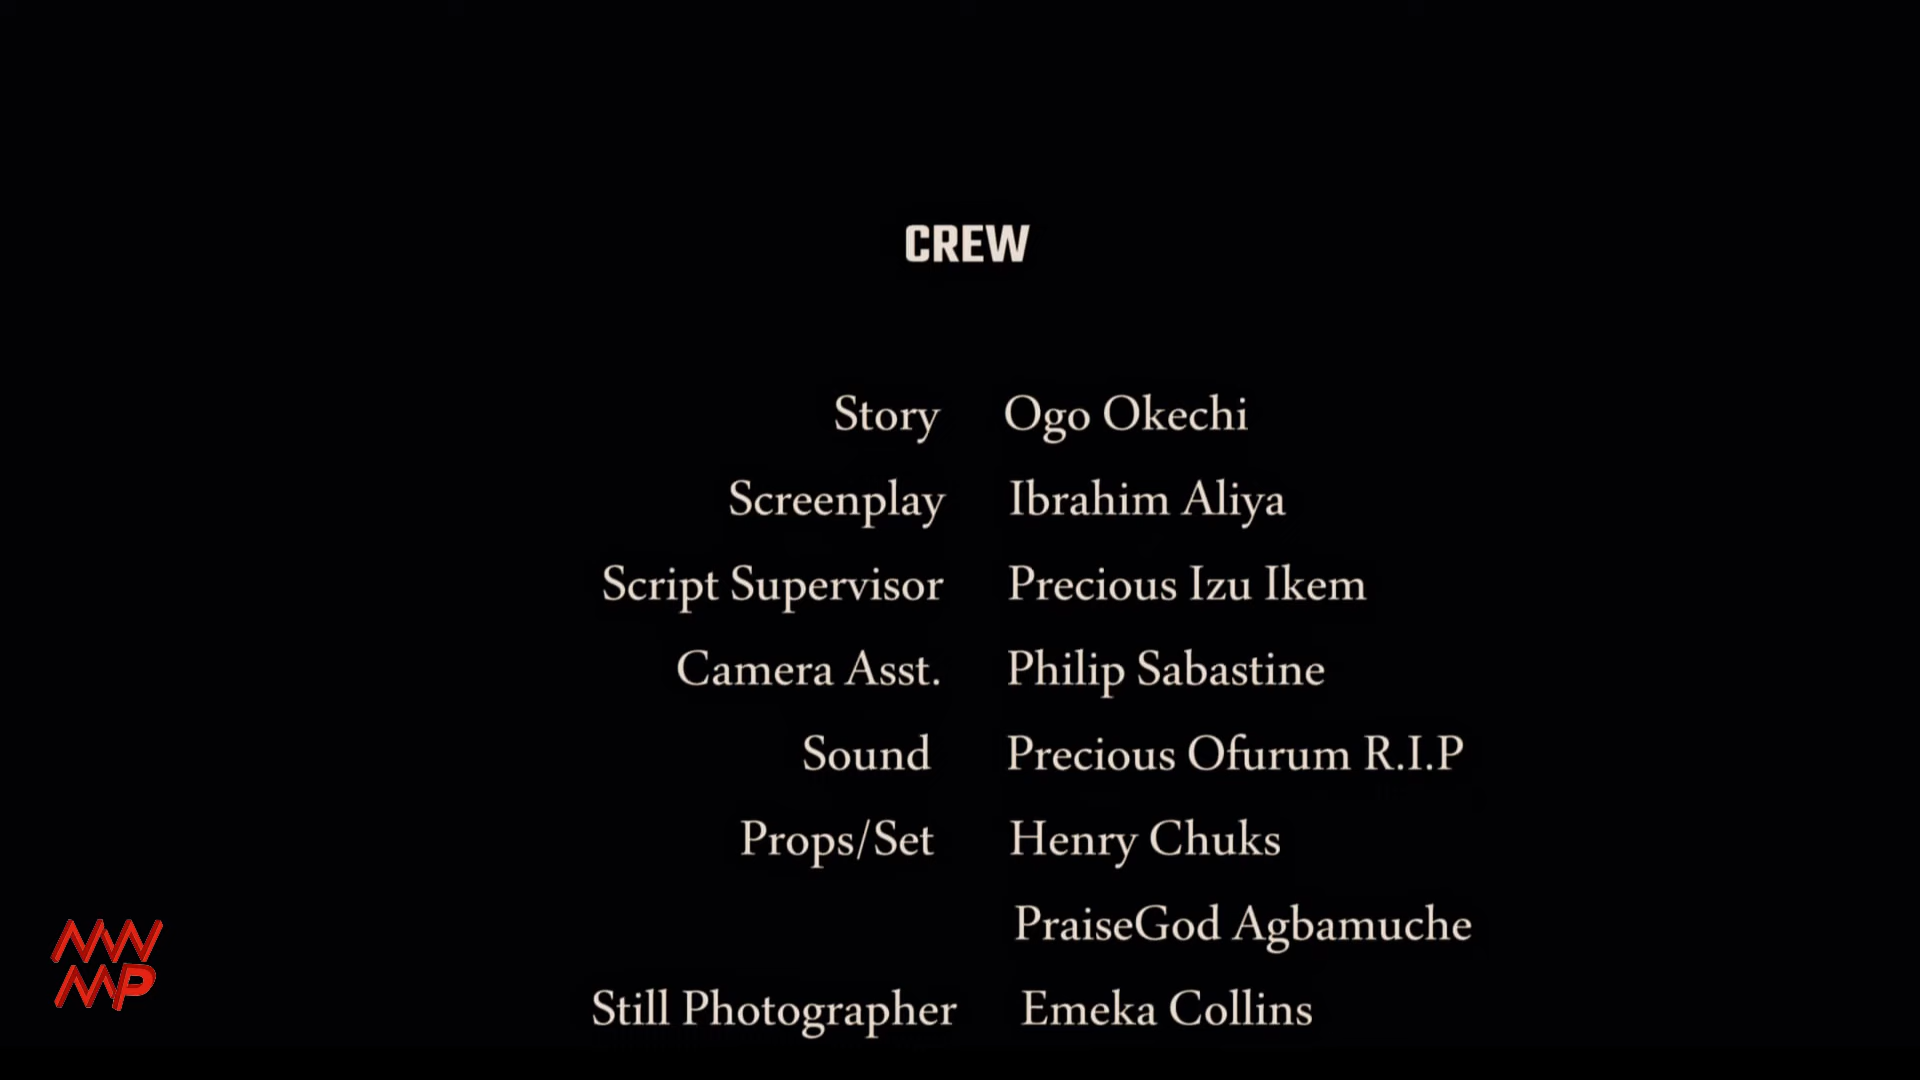 CREW
Story Ogo Okechi
Screenplay Ibrahim Aliya
Script Supervisor Precious Izu Ikem
Camera Asst. Philip Sabastine
Sound Precious Ofurum R.I.P
Props/Set Henry Chuks
PraiseGod Agbamuche
Still Photographer Emeka Collins